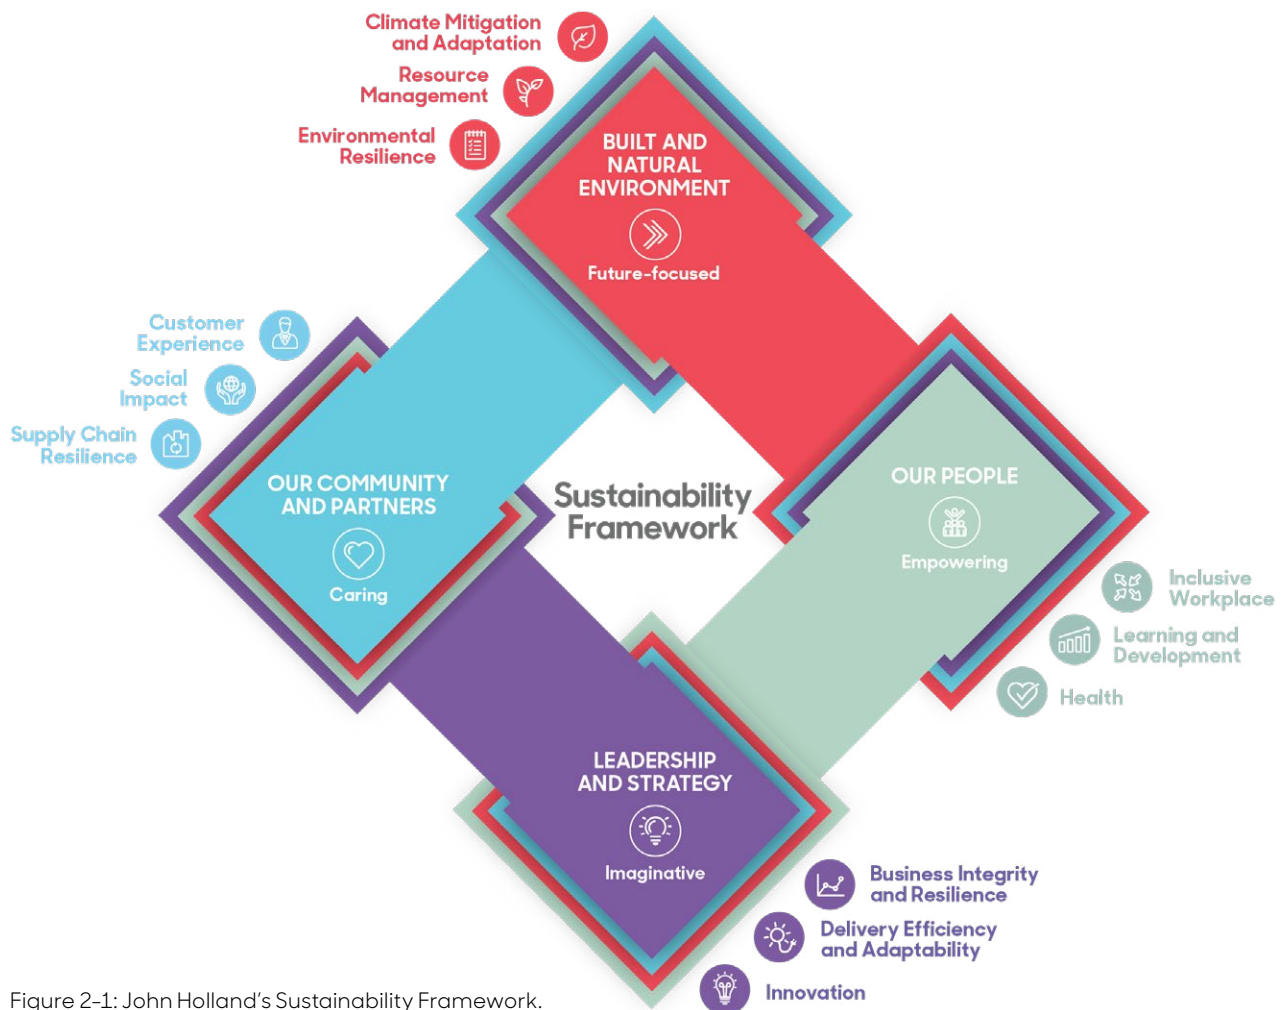 Climate Mitigation
and Adaptation
Resource
Management
Environmental
Resilience
BUILT AND
NATURAL
ENVIRONMENT
Future-focused
Customer
Experience
Social
Impact
Supply Chain
Resilience
OUR COMMUNITY
AND PARTNERS
Caring
Sustainability
Framework
OUR PEOPLE
Empowering
Inclusive
Workplace
Learning and
Development
Health
LEADERSHIP
AND STRATEGY
Imaginative
Business Integrity
and Resilience
Delivery Efficiency
and Adaptability
Innovation
Figure 2-1: John Holland's Sustainability Framework.